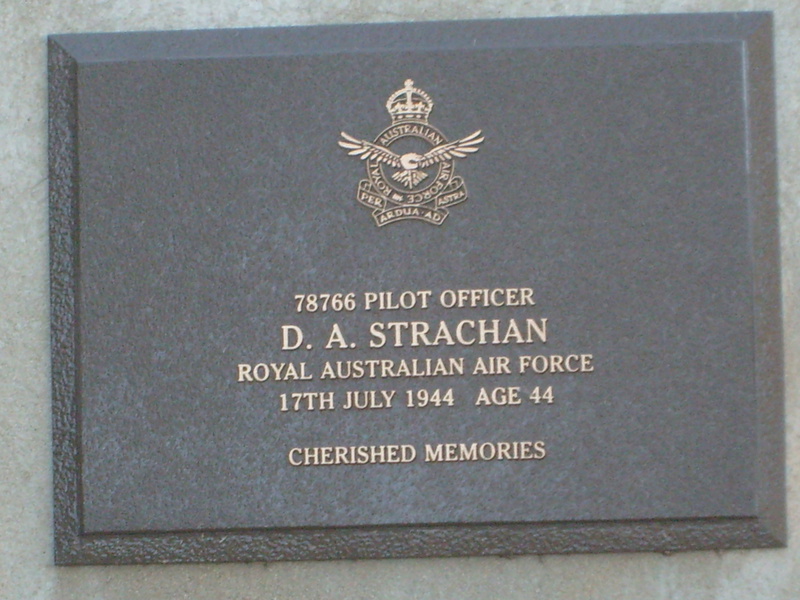 ROYAL AUSTRALIAN AIR FORCE
PER ARDUA · AD ASTRA
78766 PILOT OFFICER
D. A. STRACHAN
ROYAL AUSTRALIAN AIR FORCE
17TH JULY 1944 AGE 44
CHERISHED MEMORIES